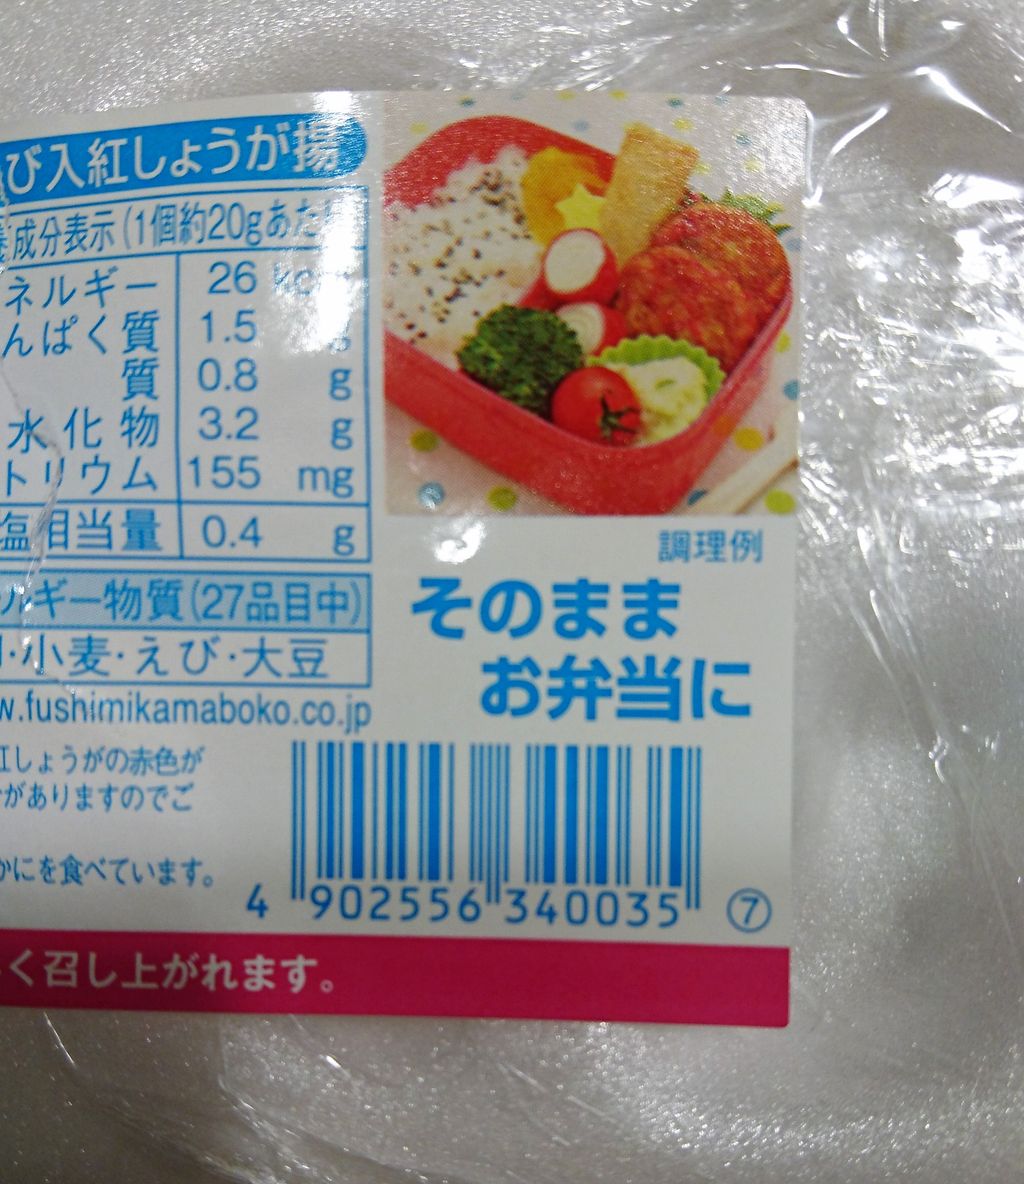 び入紅しょうが揚
成分表示(1個約20gあたり
ネルギー 26 kcal
んぱく質 1.5 g
質 0.8 g
水化物 3.2 g
トリウム 155 mg
塩相当量 0.4 g
ルギー物質(27品目中)
・小麦・えび・大豆
w.fushimikamaboko.co.jp
紅しょうがの赤色が
がありますのでご
かにを食べています。
調理例
そのまま
お弁当に
4 902556 340035 ⑦
く召し上がれます。